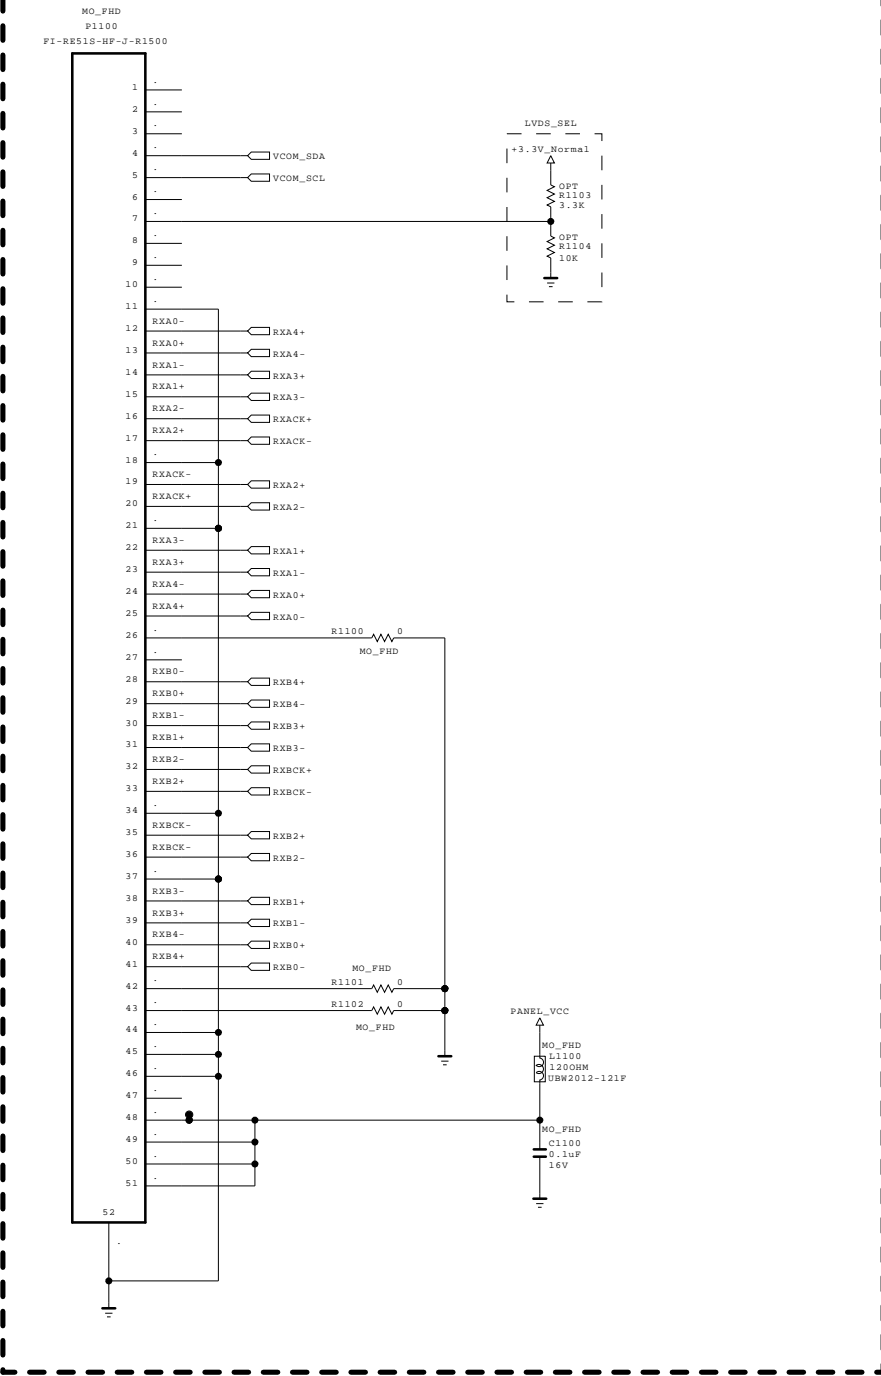 MO_FHD
P1100
FI-RE51S-HF-J-R1500
1 .
2 .
3 .
4 . VCOM_SDA
5 . VCOM_SCL
6 .
7 .
8 .
9 .
10 .
11 .
LVDS_SEL
+3.3V_Normal
OPT
R1103
3.3K
OPT
R1104
10K
12 RXA0- RXA4+
13 RXA0+ RXA4-
14 RXA1- RXA3+
15 RXA1+ RXA3-
16 RXA2- RXACK+
17 RXA2+ RXACK-
18 .
19 RXACK- RXA2+
20 RXACK+ RXA2-
21 .
22 RXA3- RXA1+
23 RXA3+ RXA1-
24 RXA4- RXA0+
25 RXA4+ RXA0-
26 . R1100 0
MO_FHD
27 .
28 RXB0- RXB4+
29 RXB0+ RXB4-
30 RXB1- RXB3+
31 RXB1+ RXB3-
32 RXB2- RXBCK+
33 RXB2+ RXBCK-
34 .
35 RXBCK- RXB2+
36 RXBCK- RXB2-
37 .
38 RXB3- RXB1+
39 RXB3+ RXB1-
40 RXB4- RXB0+
41 RXB4+ RXB0-
MO_FHD
42 . R1101 0
43 . R1102 0
MO_FHD
44 .
45 .
46 .
47 .
48 .
49 .
50 .
51 .
52
.
PANEL_VCC
MO_FHD
L1100
120OHM
UBW2012-121F
MO_FHD
C1100
0.1uF
16V